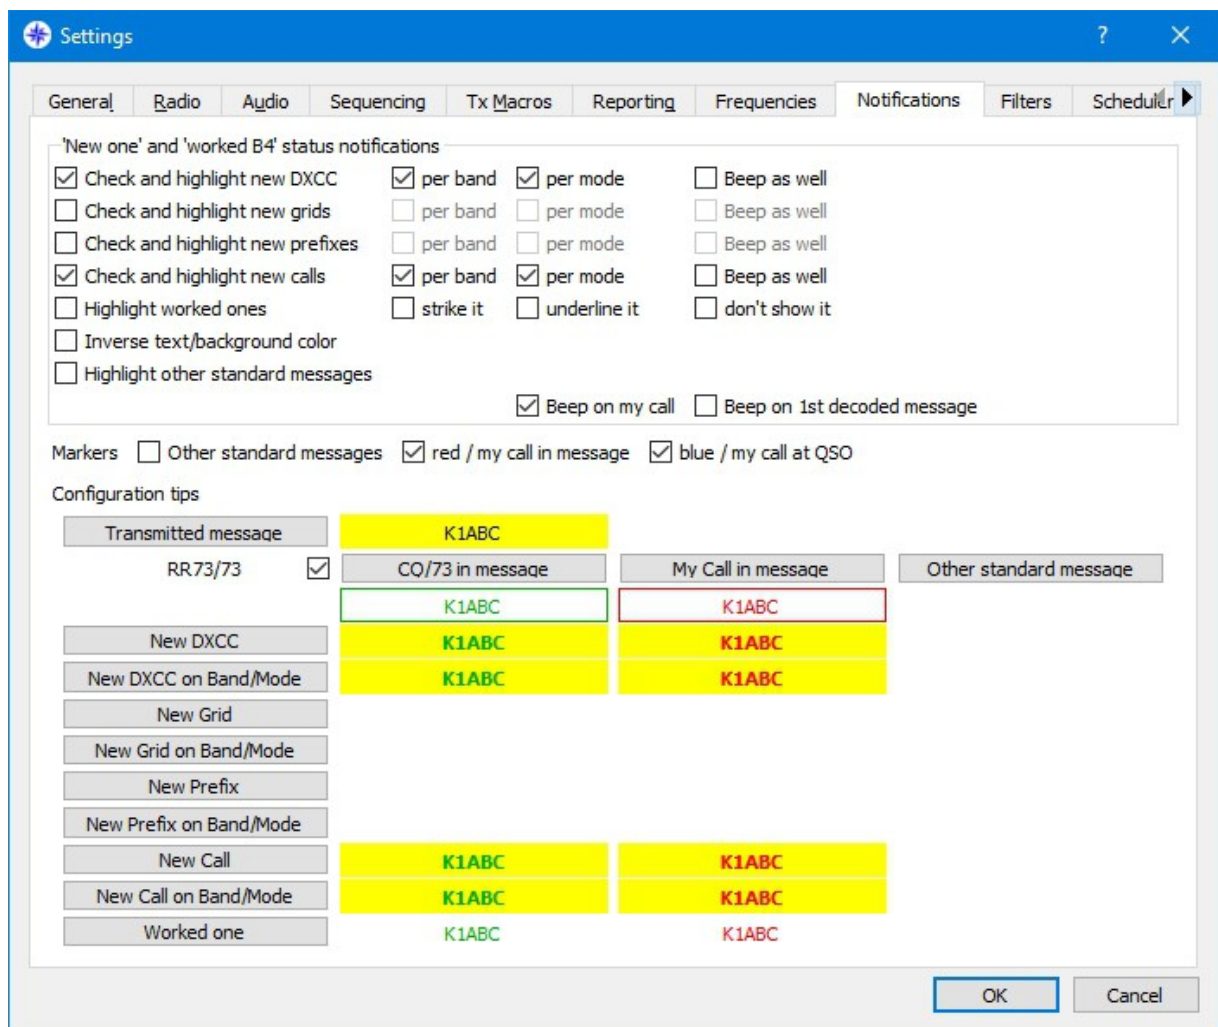 Settings
General Radio Audio Sequencing Tx Macros Reporting Frequencies Notifications Filters Scheduler
'New one' and 'worked B4' status notifications
Check and highlight new DXCC per band per mode Beep as well
Check and highlight new grids per band per mode Beep as well
Check and highlight new prefixes per band per mode Beep as well
Check and highlight new calls per band per mode Beep as well
Highlight worked ones strike it underline it don't show it
Inverse text/background color
Highlight other standard messages
Beep on my call Beep on 1st decoded message
Markers Other standard messages red / my call in message blue / my call at QSO
Configuration tips
Transmitted message K1ABC
RR73/73 CQ/73 in message My Call in message Other standard message
K1ABC K1ABC
New DXCC K1ABC K1ABC
New DXCC on Band/Mode K1ABC K1ABC
New Grid
New Grid on Band/Mode
New Prefix
New Prefix on Band/Mode
New Call K1ABC K1ABC
New Call on Band/Mode K1ABC K1ABC
Worked one K1ABC K1ABC
OK Cancel